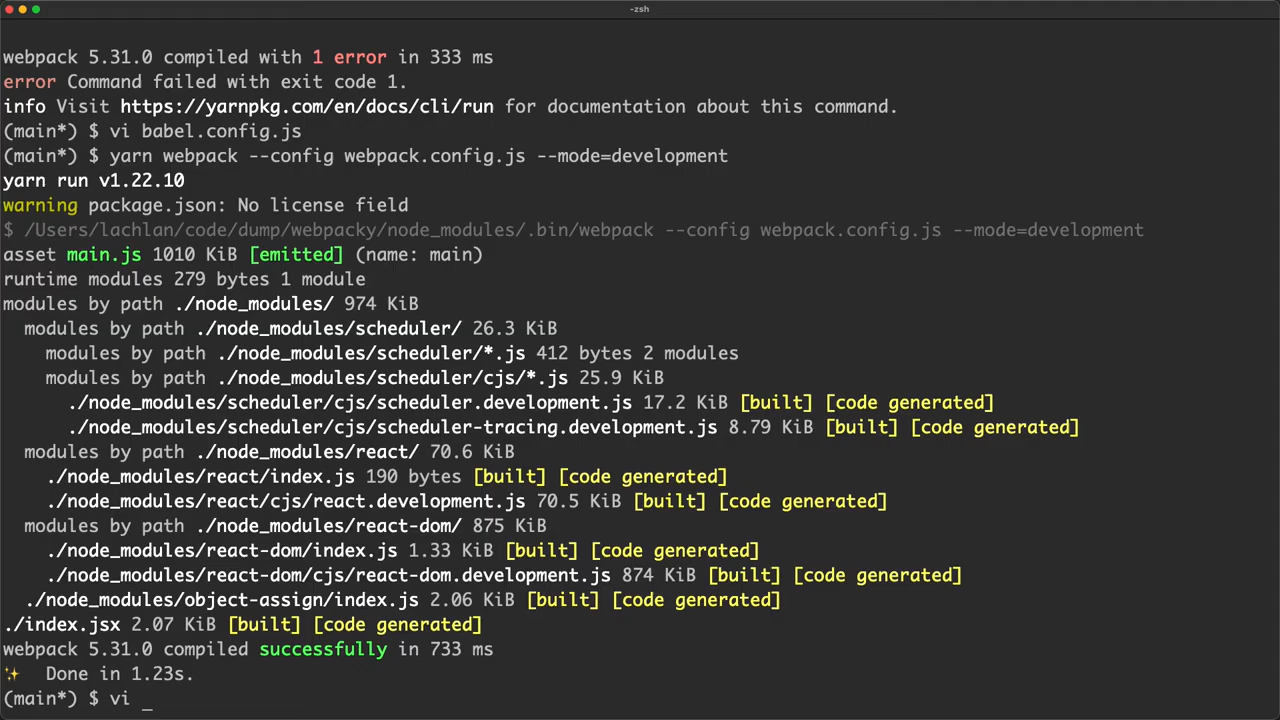 -zsh
webpack 5.31.0 compiled with 1 error in 333 ms
error Command failed with exit code 1.
info Visit https://yarnpkg.com/en/docs/cli/run for documentation about this command.
(main*) $ vi babel.config.js
(main*) $ yarn webpack --config webpack.config.js --mode=development
yarn run v1.22.10
warning package.json: No license field
$ /Users/lachlan/code/dump/webpacky/node_modules/.bin/webpack --config webpack.config.js --mode=development
asset main.js 1010 KiB [emitted] (name: main)
runtime modules 279 bytes 1 module
modules by path ./node_modules/ 974 KiB
  modules by path ./node_modules/scheduler/ 26.3 KiB
    modules by path ./node_modules/scheduler/*.js 412 bytes 2 modules
    modules by path ./node_modules/scheduler/cjs/*.js 25.9 KiB
      ./node_modules/scheduler/cjs/scheduler.development.js 17.2 KiB [built] [code generated]
      ./node_modules/scheduler/cjs/scheduler-tracing.development.js 8.79 KiB [built] [code generated]
  modules by path ./node_modules/react/ 70.6 KiB
    ./node_modules/react/index.js 190 bytes [built] [code generated]
    ./node_modules/react/cjs/react.development.js 70.5 KiB [built] [code generated]
  modules by path ./node_modules/react-dom/ 875 KiB
    ./node_modules/react-dom/index.js 1.33 KiB [built] [code generated]
    ./node_modules/react-dom/cjs/react-dom.development.js 874 KiB [built] [code generated]
  ./node_modules/object-assign/index.js 2.06 KiB [built] [code generated]
./index.jsx 2.07 KiB [built] [code generated]
webpack 5.31.0 compiled successfully in 733 ms
✨  Done in 1.23s.
(main*) $ vi _